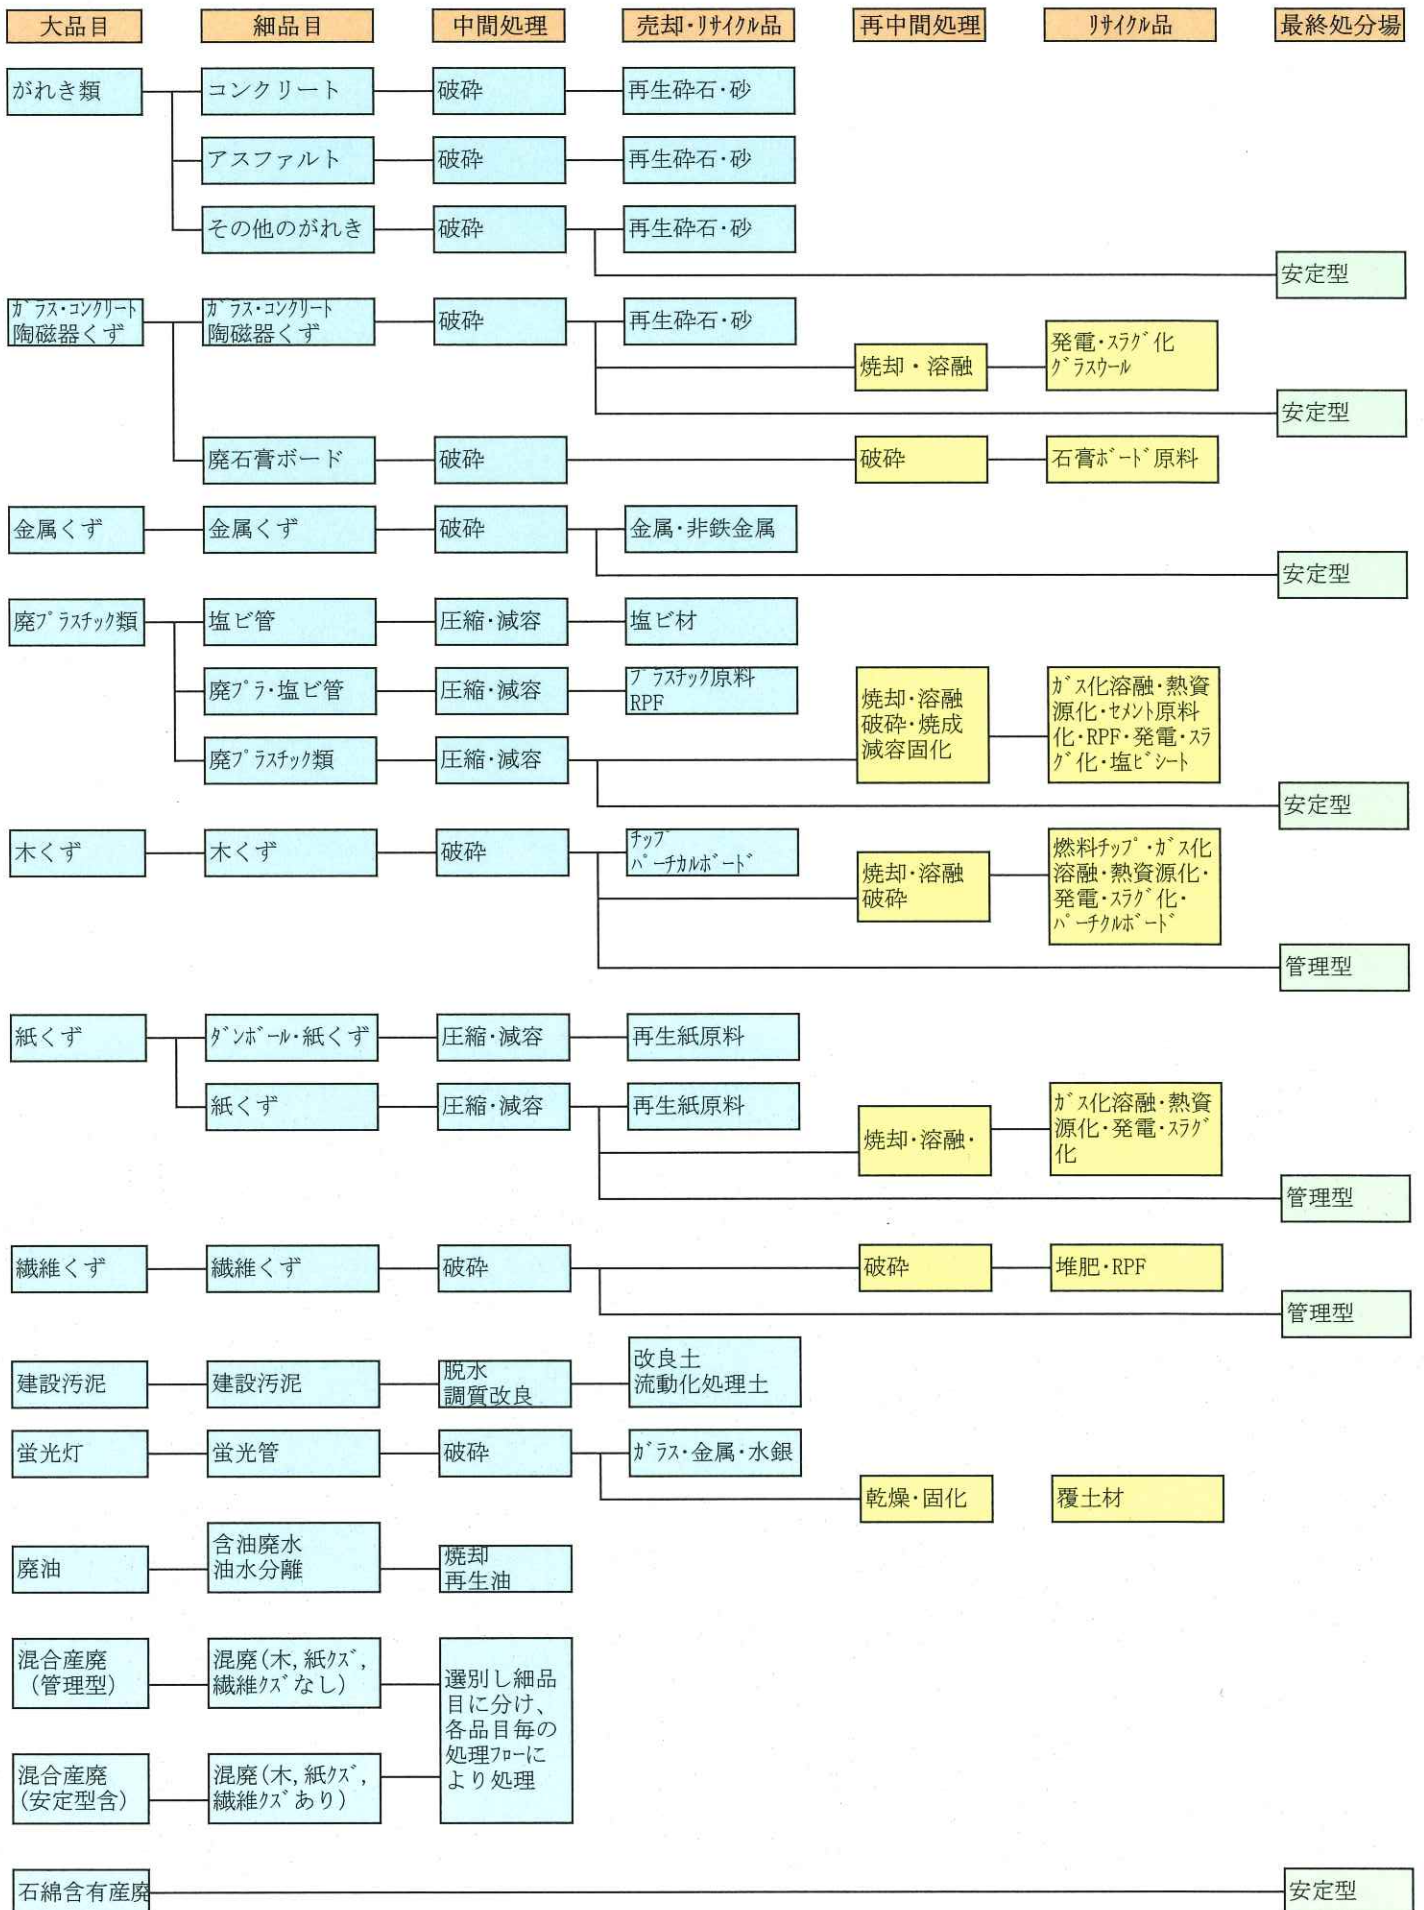 大品目 細品目 中間処理 売却・ﾘｻｲｸﾙ品 再中間処理 ﾘｻｲｸﾙ品 最終処分場
がれき類 コンクリート 破砕 再生砕石・砂
アスファルト 破砕 再生砕石・砂
その他のがれき 破砕 再生砕石・砂
安定型
ｶﾞﾗｽ・ｺﾝｸﾘｰﾄ
陶磁器くず
ｶﾞﾗｽ・ｺﾝｸﾘｰﾄ
陶磁器くず
破砕 再生砕石・砂
焼却・溶融
発電・ｽﾗｸﾞ化
ｸﾞﾗｽｳｰﾙ
安定型
廃石膏ボード 破砕 破砕 石膏ﾎﾞｰﾄﾞ原料
金属くず 金属くず 破砕 金属・非鉄金属
安定型
廃ﾌﾟﾗｽﾁｯｸ類 塩ビ管 圧縮・減容 塩ビ材
廃ﾌﾟﾗ・塩ビ管 圧縮・減容
ﾌﾟﾗｽﾁｯｸ原料
RPF
廃ﾌﾟﾗｽﾁｯｸ類 圧縮・減容
焼却・溶融
破砕・焼成
減容固化
ｶﾞｽ化溶融・熱資
源化・ｾﾒﾝﾄ原料
化・RPF・発電・ｽﾗ
ｸﾞ化・塩ビｼｰﾄ
安定型
木くず 木くず 破砕
ﾁｯﾌﾟ
ﾊﾟｰﾁｶﾙﾎﾞｰﾄﾞ
焼却・溶融
破砕
燃料ﾁｯﾌﾟ・ｶﾞｽ化
溶融・熱資源化・
発電・ｽﾗｸﾞ化・
ﾊﾟｰﾁｸﾙﾎﾞｰﾄﾞ
管理型
紙くず ﾀﾞﾝﾎﾞｰﾙ・紙くず 圧縮・減容 再生紙原料
紙くず 圧縮・減容 再生紙原料
焼却・溶融・
ｶﾞｽ化溶融・熱資
源化・発電・ｽﾗｸﾞ
化
管理型
繊維くず 繊維くず 破砕 破砕 堆肥・RPF
管理型
建設汚泥 建設汚泥
脱水
調質改良
改良土
流動化処理土
蛍光灯 蛍光管 破砕 ｶﾞﾗｽ・金属・水銀
乾燥・固化 覆土材
廃油
含油廃水
油水分離
焼却
再生油
混合産廃
（管理型）
混廃(木,紙ｸｽﾞ,
繊維ｸｽﾞなし)
選別し細品
目に分け、
各品目毎の
処理ﾌﾛｰに
より処理
混合産廃
(安定型含)
混廃(木,紙ｸｽﾞ,
繊維ｸｽﾞあり)
石綿含有産廃 安定型